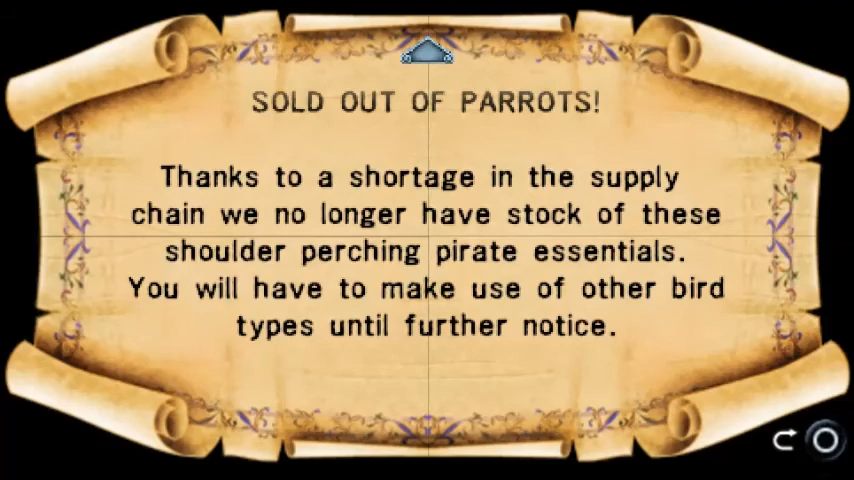 SOLD OUT OF PARROTS!
Thanks to a shortage in the supply
chain we no longer have stock of these
shoulder perching pirate essentials.
You will have to make use of other bird
types until further notice.